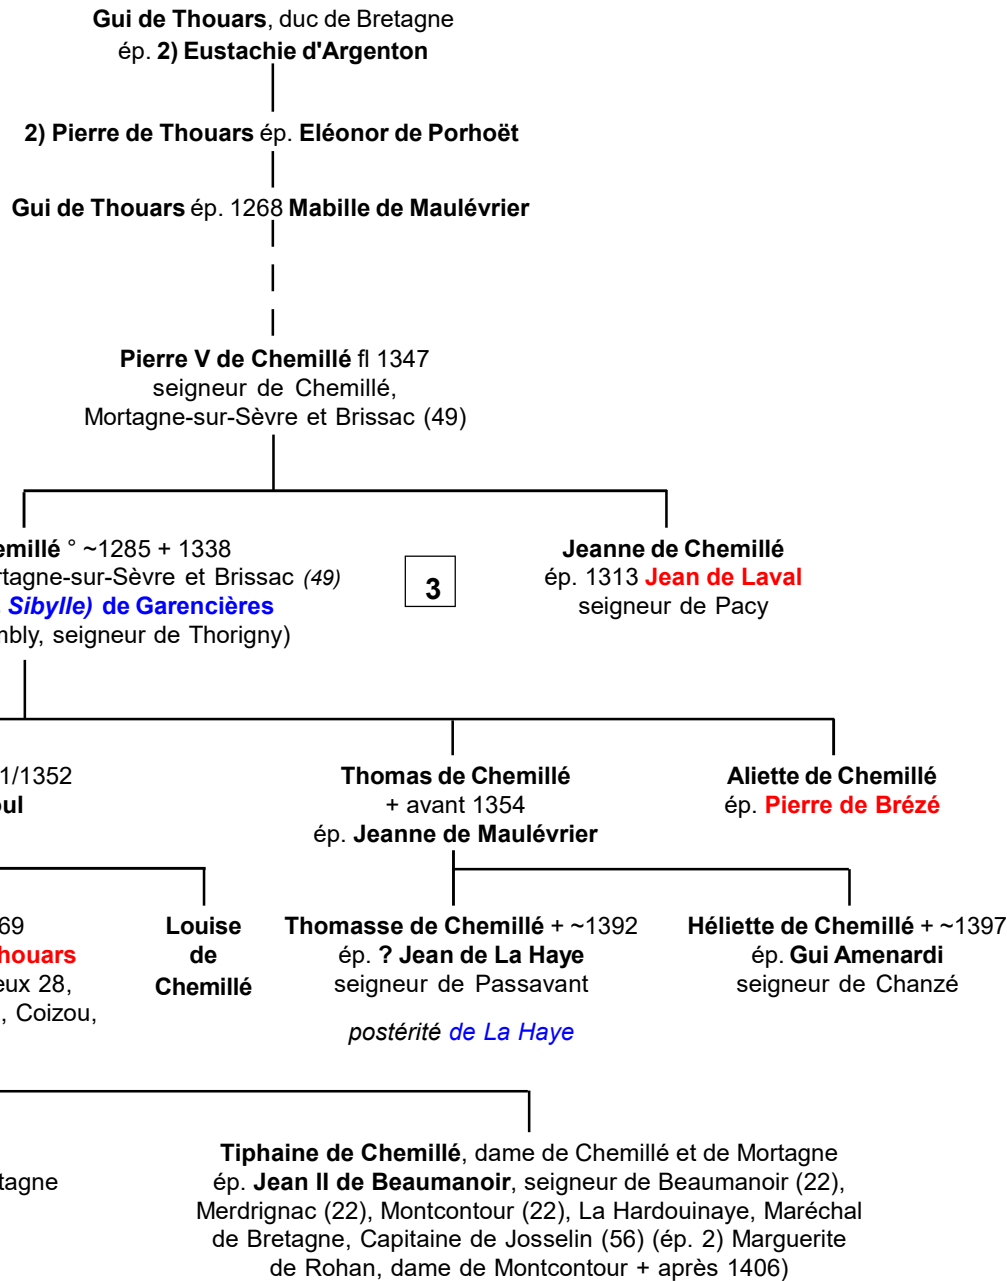 Gui de Thouars, duc de Bretagne
ép. 2) Eustachie d'Argenton
2) Pierre de Thouars ép. Eléonor de Porhoët
Gui de Thouars ép. 1268 Mabille de Maulévrier
Pierre V de Chemillé fl 1347
seigneur de Chemillé,
Mortagne-sur-Sèvre et Brissac (49)
emillé ° ~1285 + 1338
rtagne-sur-Sèvre et Brissac (49)
Sibylle) de Garencières
mbly, seigneur de Thorigny)
3
Jeanne de Chemillé
ép. 1313 Jean de Laval
seigneur de Pacy
1/1352
oul
Thomas de Chemillé
+ avant 1354
ép. Jeanne de Maulévrier
Aliette de Chemillé
ép. Pierre de Brézé
69
houars
eux 28,
, Coizou,
Louise
de
Chemillé
Thomasse de Chemillé + ~1392
ép. ? Jean de La Haye
seigneur de Passavant
postérité de La Haye
Héliette de Chemillé + ~1397
ép. Gui Amenardi
seigneur de Chanzé
tagne
Tiphaine de Chemillé, dame de Chemillé et de Mortagne
ép. Jean II de Beaumanoir, seigneur de Beaumanoir (22),
Merdrignac (22), Montcontour (22), La Hardouinaye, Maréchal
de Bretagne, Capitaine de Josselin (56) (ép. 2) Marguerite
de Rohan, dame de Montcontour + après 1406)